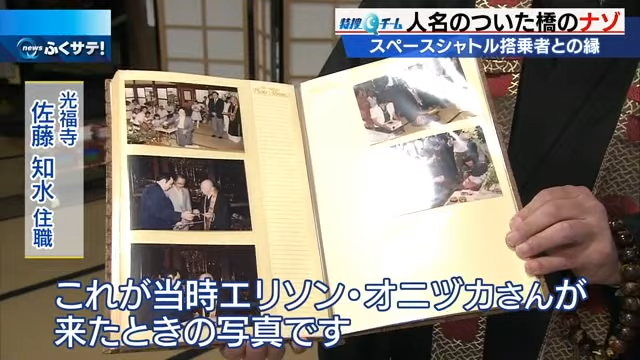 news ふくサテ!
特捜Qチーム 人名のついた橋のナゾ
スペースシャトル搭乗者との縁
光福寺
佐藤 知水 住職
これが当時エリソン・オニヅカさんが
来たときの写真です